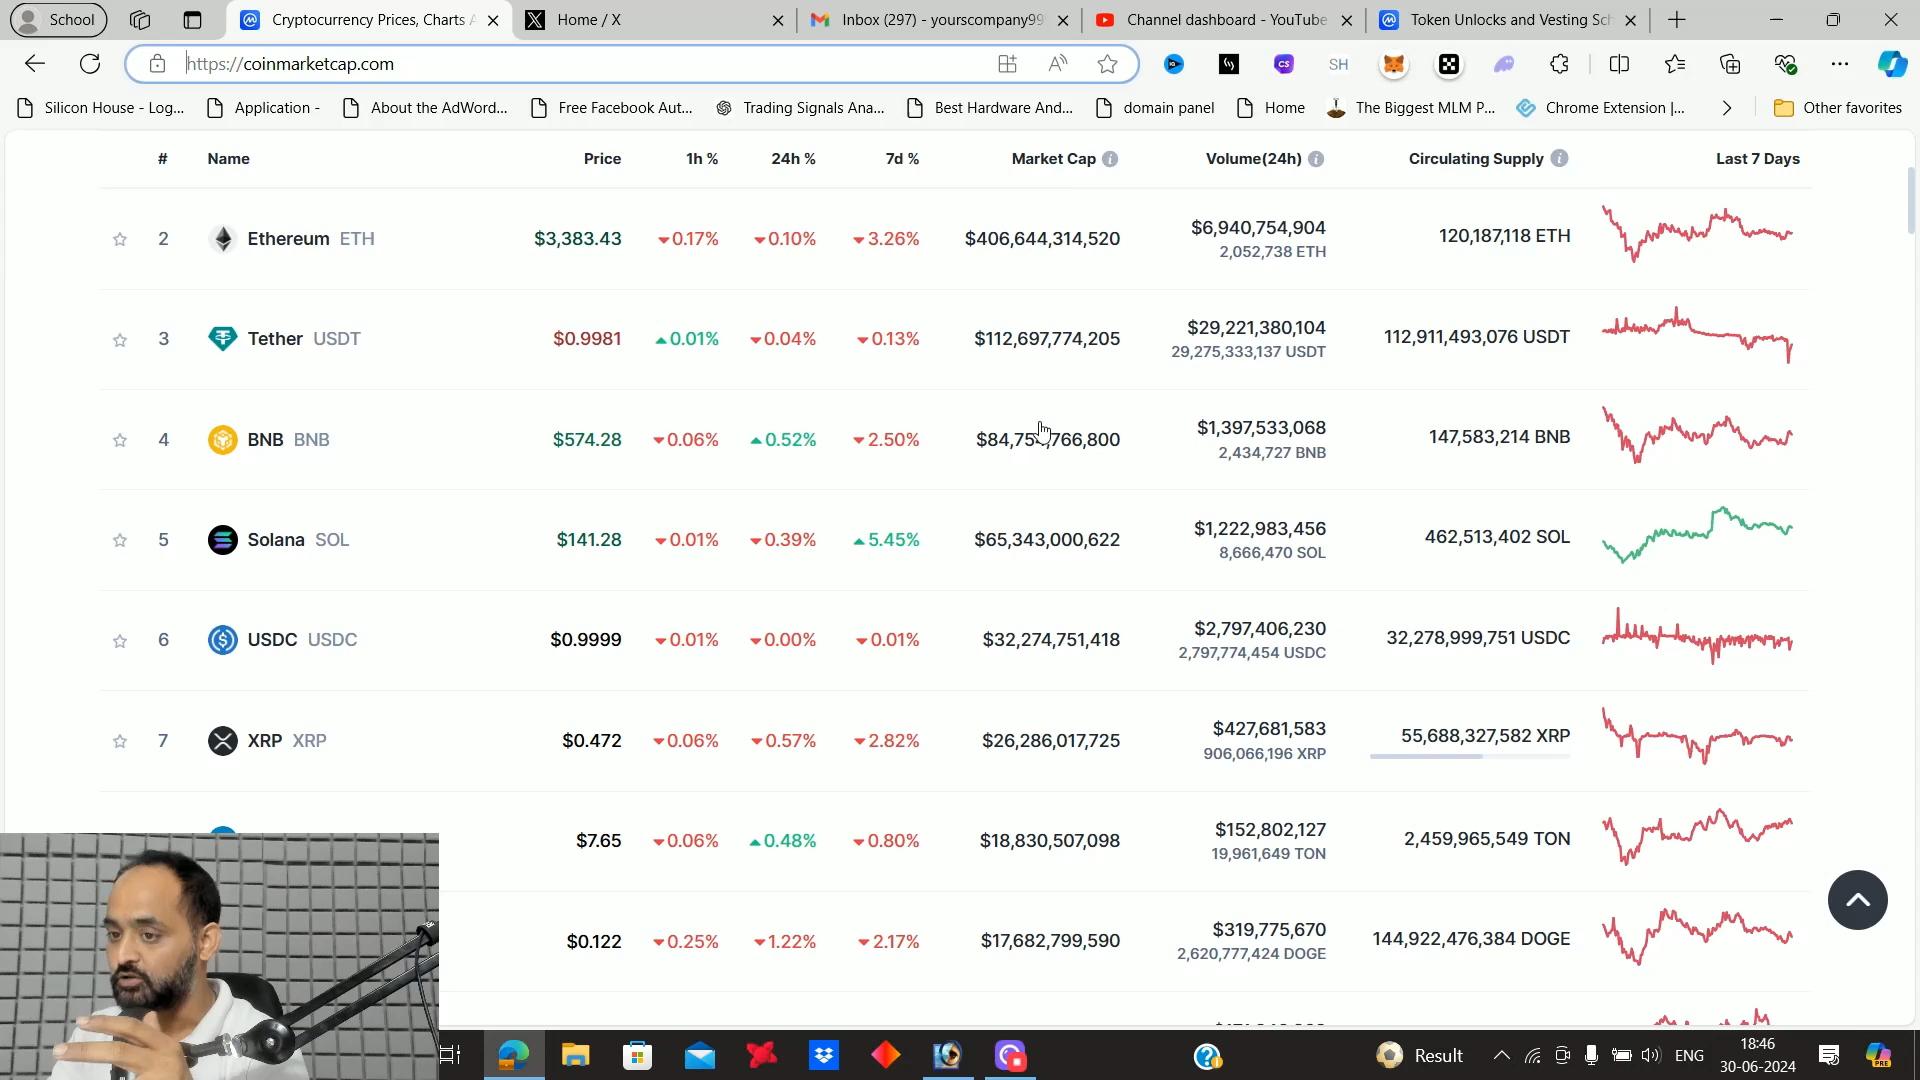 School
Cryptocurrency Prices, Charts A
Home / X
Inbox (297) - yourscompany99
Channel dashboard - YouTube
Token Unlocks and Vesting Sch
https://coinmarketcap.com
CS
SH
Silicon House - Log...
Application -
About the AdWord...
Free Facebook Aut...
Trading Signals Ana...
Best Hardware And...
domain panel
Home
The Biggest MLM P...
Chrome Extension |...
Other favorites
# Name Price 1h % 24h % 7d % Market Cap Volume(24h) Circulating Supply Last 7 Days
2 Ethereum ETH $3,383.43 0.17% 0.10% 3.26% $406,644,314,520 $6,940,754,904 120,187,118 ETH
2,052,738 ETH
3 Tether USDT $0.9981 0.01% 0.04% 0.13% $112,697,774,205 $29,221,380,104 112,911,493,076 USDT
29,275,333,137 USDT
4 BNB BNB $574.28 0.06% 0.52% 2.50% $1,397,533,068 147,583,214 BNB
2,434,727 BNB
5 Solana SOL $141.28 0.01% 0.39% 5.45% $65,343,000,622 $1,222,983,456 462,513,402 SOL
8,666,470 SOL
6 USDC USDC $0.9999 0.01% 0.00% 0.01% $32,274,751,418 $2,797,406,230 32,278,999,751 USDC
2,797,774,454 USDC
7 XRP XRP $0.472 0.06% 0.57% 2.82% $26,286,017,725 $427,681,583 55,688,327,582 XRP
906,066,196 XRP
$7.65 0.06% 0.48% 0.80% $18,830,507,098 $152,802,127 2,459,965,549 TON
19,961,649 TON
$0.122 0.25% 1.22% 2.17% $17,682,799,590 $319,775,670 144,922,476,384 DOGE
2,620,777,424 DOGE
Result
ENG
18:46
30-06-2024
PRE